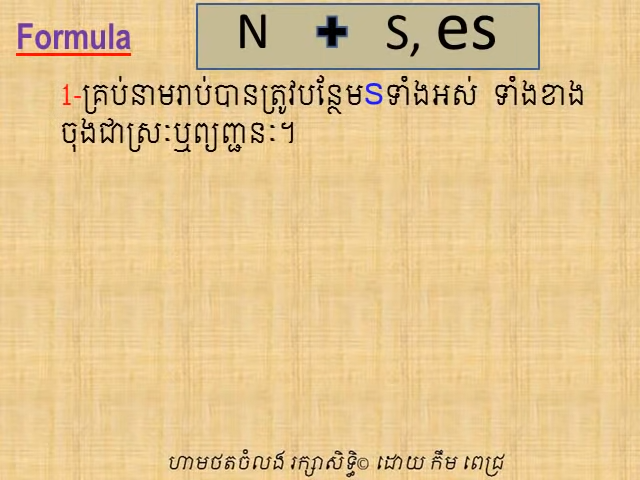 Formula
N + S, es
1-គ្រប់នាមរាប់បានត្រូវបន្ថែមSទាំងអស់ ទាំងខាង
ចុងជាស្រៈឬព្យញ្ជនៈ។
ហាមថតចំលង រក្សាសិទ្ធិ© ដោយ កឹម ពេជ្រ